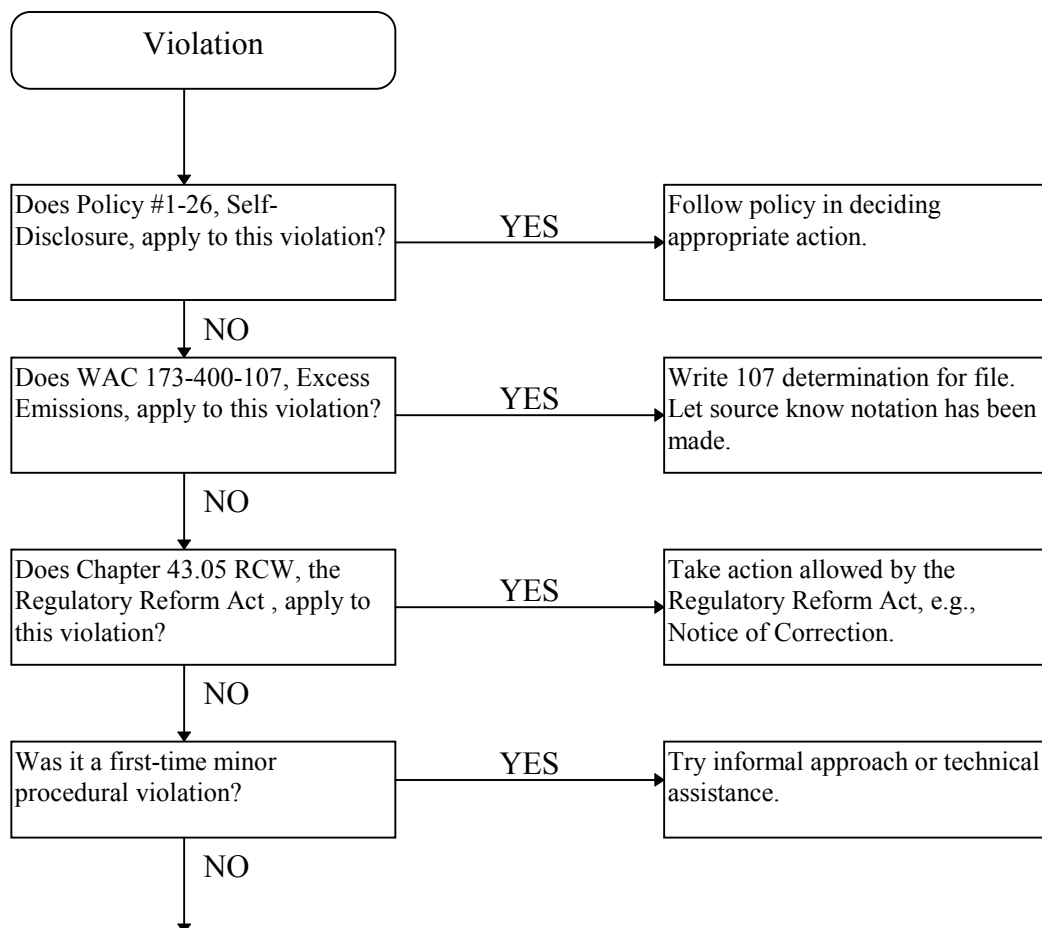 Violation
Does Policy #1-26, Self-
Disclosure, apply to this violation?
YES
Follow policy in deciding
appropriate action.
NO
Does WAC 173-400-107, Excess
Emissions, apply to this violation?
YES
Write 107 determination for file.
Let source know notation has been
made.
NO
Does Chapter 43.05 RCW, the
Regulatory Reform Act , apply to
this violation?
YES
Take action allowed by the
Regulatory Reform Act, e.g.,
Notice of Correction.
NO
Was it a first-time minor
procedural violation?
YES
Try informal approach or technical
assistance.
NO